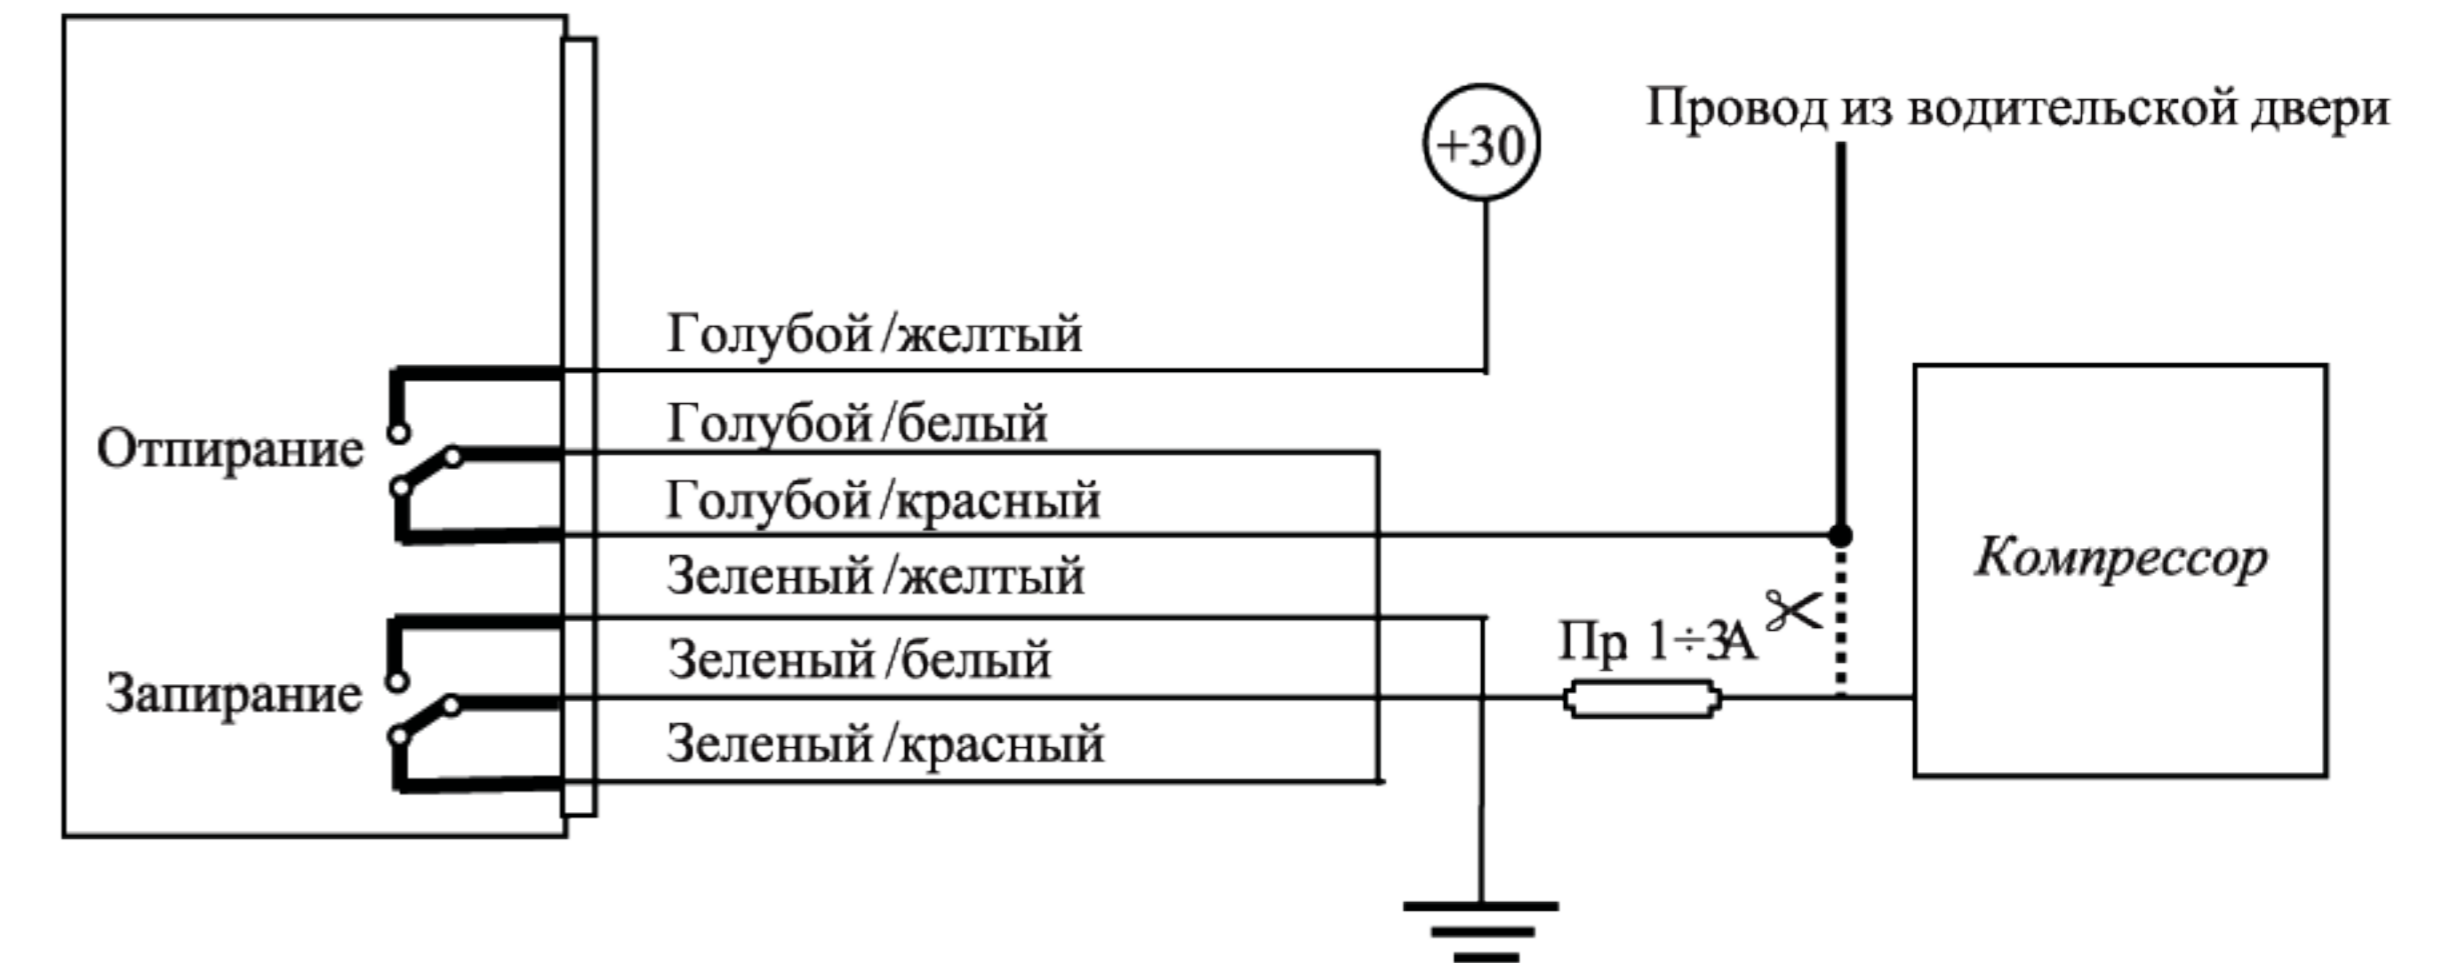 +30
Провод из водительской двери
Голубой/желтый
Голубой/белый
Отпирание
Голубой/красный
Компрессор
Зеленый/желтый
Пр 1÷3А
Зеленый/белый
Запирание
Зеленый/красный